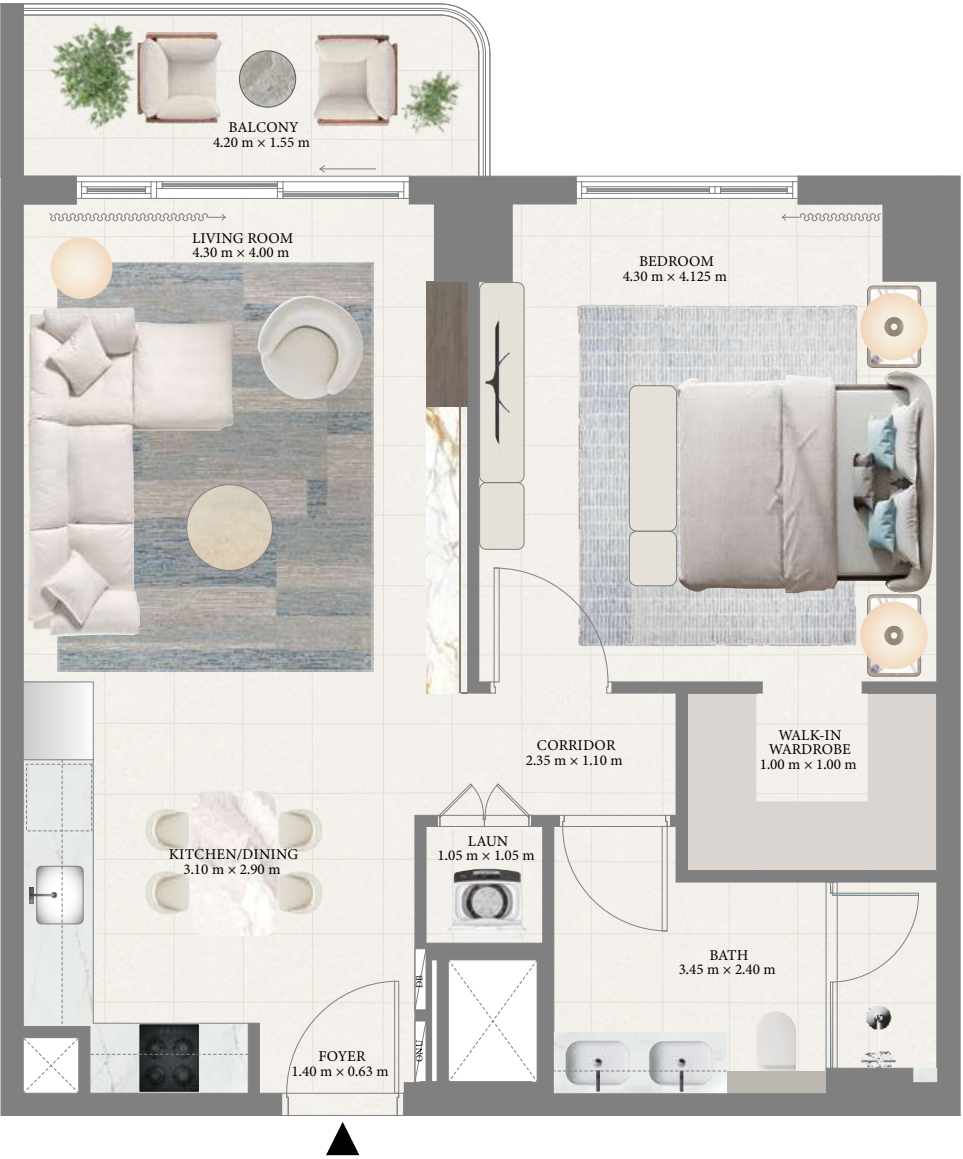 BALCONY
4.20 m × 1.55 m
LIVING ROOM
4.30 m × 4.00 m
BEDROOM
4.30 m × 4.125 m
CORRIDOR
2.35 m × 1.10 m
WALK-IN
WARDROBE
1.00 m × 1.00 m
LAUN
1.05 m × 1.05 m
KITCHEN/DINING
3.10 m × 2.90 m
BATH
3.45 m × 2.40 m
DB
ONU
FOYER
1.40 m × 0.63 m